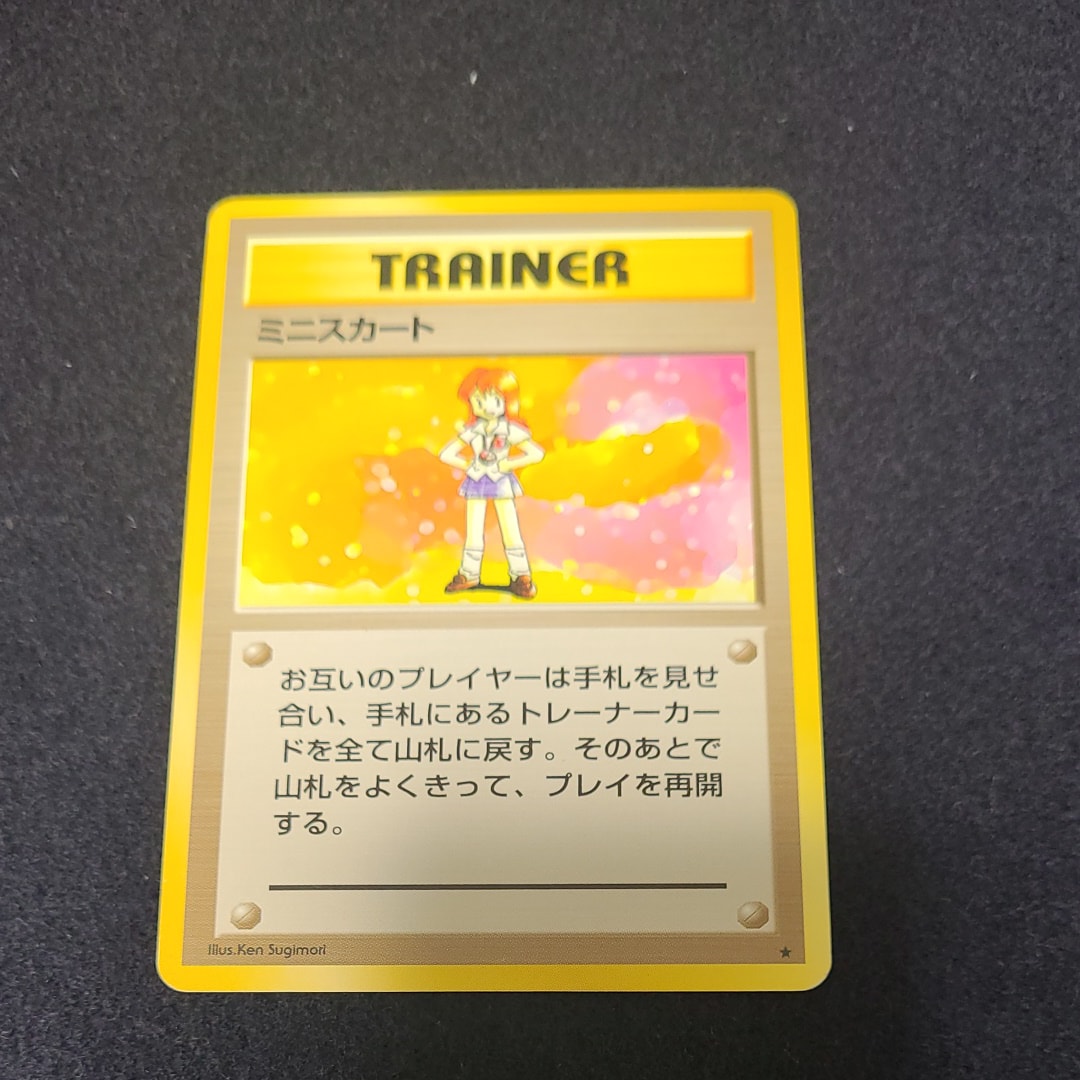 TRAINER
ミニスカート
お互いのプレイヤーは手札を見せ
合い、手札にあるトレーナーカー
ドを全て山札に戻す。そのあとで
山札をよくきって、プレイを再開
する。
Illus.Ken Sugimori ★